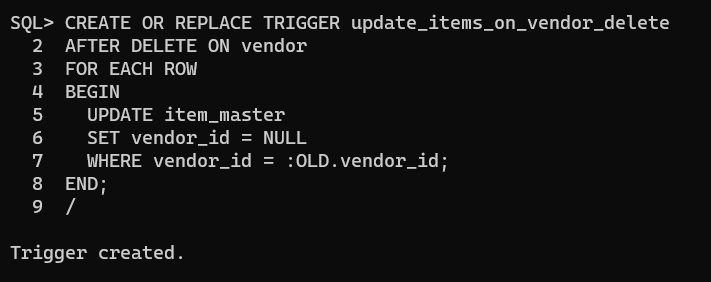 SQL> CREATE OR REPLACE TRIGGER update_items_on_vendor_delete
  2  AFTER DELETE ON vendor
  3  FOR EACH ROW
  4  BEGIN
  5    UPDATE item_master
  6    SET vendor_id = NULL
  7    WHERE vendor_id = :OLD.vendor_id;
  8  END;
  9  /

Trigger created.